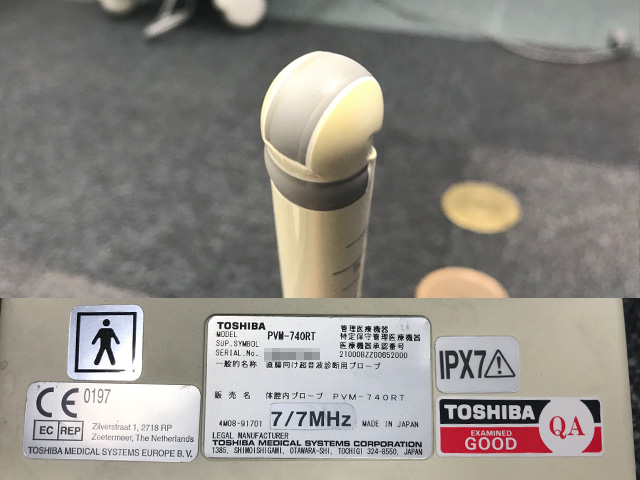 TOSHIBA
MODEL PVM-740RT
SUP.SYMBOL
SERIAL.No.
管理医療機器
特定保守管理医療機器
医療機器承認番号
21000BZZ00652000
一般的名称 直腸向け超音波診断用プローブ
販売名 体腔内プローブ PVM-740RT
4M08-91701 7/7MHz MADE IN JAPAN
LEGAL MANUFACTURER
TOSHIBA MEDICAL SYSTEMS CORPORATION
1385, SHIMOISHIGAMI, OTAWARA-SHI, TOCHIGI 324-8550, JAPAN
CE 0197
EC REP
Zilverstraat 1, 2718 RP
Zoetermeer, The Netherlands
TOSHIBA MEDICAL SYSTEMS EUROPE B.V.
IPX7
TOSHIBA
EXAMINED
GOOD
QA